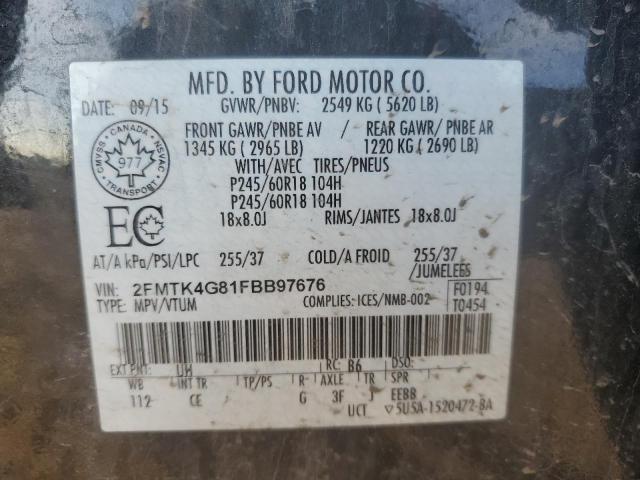 MFD. BY FORD MOTOR CO.
DATE: 09/15 GVWR/PNBV: 2549 KG ( 5620 LB)
FRONT GAWR/PNBE AV / REAR GAWR/ PNBE AR
1345 KG ( 2965 LB) 1220 KG ( 2690 LB)
WITH/AVEC TIRES/PNEUS
P245/60R18 104H
P245/60R18 104H
18x8.0J RIMS/JANTES 18x8.0J
CANADA
CMVSS NSVAC
977
TRANSPORT
EC
AT/A kPa/PSI/LPC 255/37 COLD/A FROID 255/37
/JUMELEES
VIN: 2FMTK4G81FBB97676 F0194
TYPE: MPV/VTUM COMPLIES: ICES/NMB-002 T0454
EXT PNT: UH RC: B6 DSO:
WB INT TR TP/PS R AXLE TR SPR
112 CE G 3F J EEBB
UCT ▽5U5A-1520472-BA